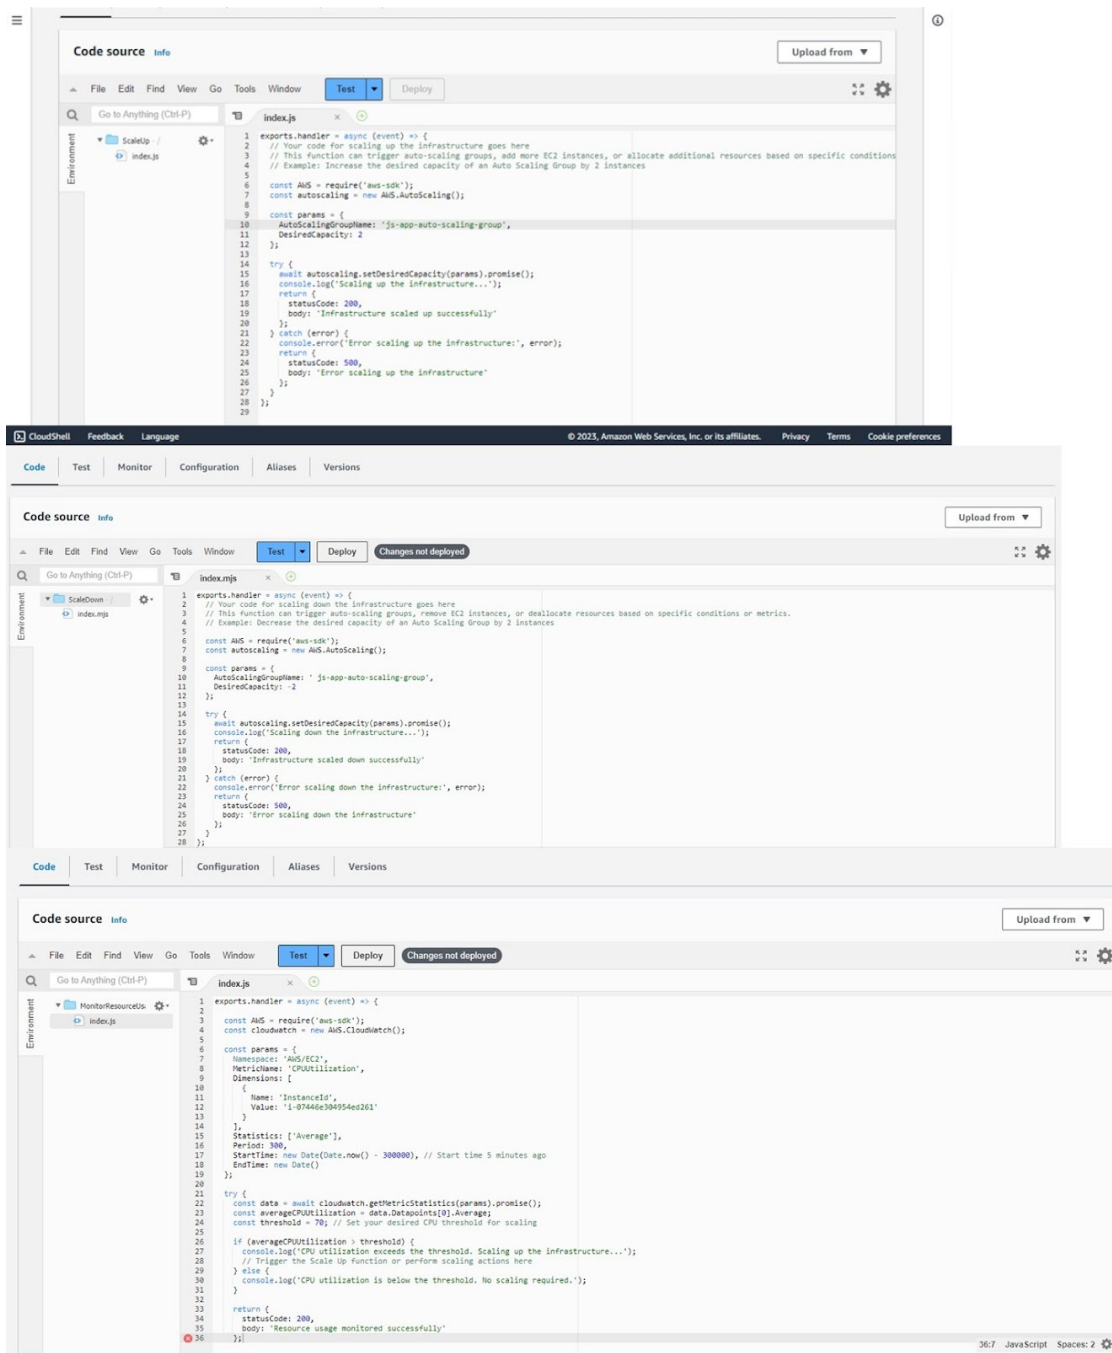 Code source Info
Upload from ▼
File Edit Find View Go Tools Window Test Deploy
Go to Anything (Ctrl-P)
index.js
Environment
ScaleUp - /
index.js
1 exports.handler = async (event) => {
2 // Your code for scaling up the infrastructure goes here
3 // This function can trigger auto-scaling groups, add more EC2 instances, or allocate additional resources based on specific conditions
4 // Example: Increase the desired capacity of an Auto Scaling Group by 2 instances
5
6 const AWS = require('aws-sdk');
7 const autoscaling = new AWS.AutoScaling();
8
9 const params = {
10 AutoScalingGroupName: 'js-app-auto-scaling-group',
11 DesiredCapacity: 2
12 };
13
14 try {
15 await autoscaling.setDesiredCapacity(params).promise();
16 console.log('Scaling up the infrastructure...');
17 return {
18 statusCode: 200,
19 body: 'Infrastructure scaled up successfully'
20 };
21 } catch (error) {
22 console.error('Error scaling up the infrastructure:', error);
23 return {
24 statusCode: 500,
25 body: 'Error scaling up the infrastructure'
26 };
27 }
28 };
29
CloudShell Feedback Language © 2023, Amazon Web Services, Inc. or its affiliates. Privacy Terms Cookie preferences
Code Test Monitor Configuration Aliases Versions
Code source Info
Upload from ▼
File Edit Find View Go Tools Window Test Deploy Changes not deployed
Go to Anything (Ctrl-P)
index.mjs
Environment
ScaleDown - /
index.mjs
1 exports.handler = async (event) => {
2 // Your code for scaling down the infrastructure goes here
3 // This function can trigger auto-scaling groups, remove EC2 instances, or deallocate resources based on specific conditions or metrics.
4 // Example: Decrease the desired capacity of an Auto Scaling Group by 2 instances
5
6 const AWS = require('aws-sdk');
7 const autoscaling = new AWS.AutoScaling();
8
9 const params = {
10 AutoScalingGroupName: ' js-app-auto-scaling-group',
11 DesiredCapacity: -2
12 };
13
14 try {
15 await autoscaling.setDesiredCapacity(params).promise();
16 console.log('Scaling down the infrastructure...');
17 return {
18 statusCode: 200,
19 body: 'Infrastructure scaled down successfully'
20 };
21 } catch (error) {
22 console.error('Error scaling down the infrastructure:', error);
23 return {
24 statusCode: 500,
25 body: 'Error scaling down the infrastructure'
26 };
27 }
28 };
Code Test Monitor Configuration Aliases Versions
Code source Info
Upload from ▼
File Edit Find View Go Tools Window Test Deploy Changes not deployed
Go to Anything (Ctrl-P)
index.js
Environment
MonitorResourceUs
index.js
1 exports.handler = async (event) => {
2
3 const AWS = require('aws-sdk');
4 const cloudwatch = new AWS.CloudWatch();
5
6 const params = {
7 Namespace: 'AWS/EC2',
8 MetricName: 'CPUUtilization',
9 Dimensions: [
10 {
11 Name: 'InstanceId',
12 Value: 'i-07446e304954ed261'
13 }
14 ],
15 Statistics: ['Average'],
16 Period: 300,
17 StartTime: new Date(Date.now() - 300000), // Start time 5 minutes ago
18 EndTime: new Date()
19 };
20
21 try {
22 const data = await cloudwatch.getMetricStatistics(params).promise();
23 const averageCPUUtilization = data.Datapoints[0].Average;
24 const threshold = 70; // Set your desired CPU threshold for scaling
25
26 if (averageCPUUtilization > threshold) {
27 console.log('CPU utilization exceeds the threshold. Scaling up the infrastructure...');
28 // Trigger the Scale Up function or perform scaling actions here
29 } else {
30 console.log('CPU utilization is below the threshold. No scaling required.');
31 }
32
33 return {
34 statusCode: 200,
35 body: 'Resource usage monitored successfully'
36 };
36:7 JavaScript Spaces: 2